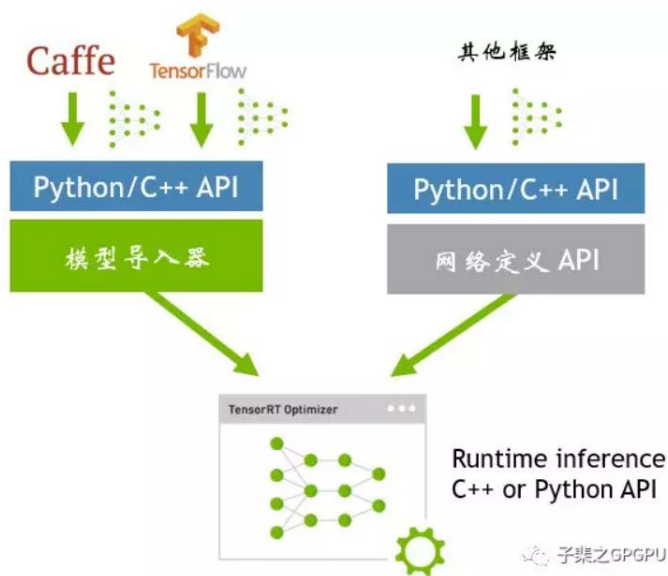 Caffe
TensorFlow
其他框架
Python/C++ API
Python/C++ API
模型导入器
网络定义 API
TensorRT Optimizer
Runtime inference
C++ or Python API
子棐之GPGPU